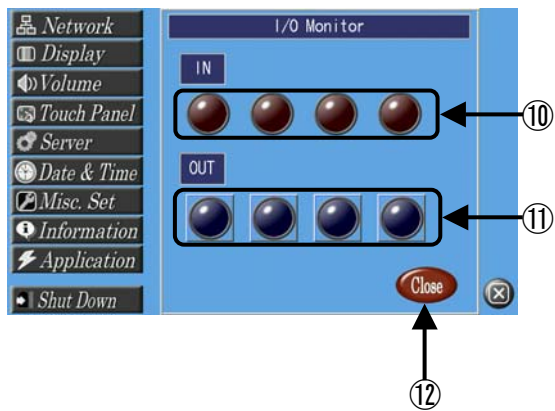 Network
Display
Volume
Touch Panel
Server
Date & Time
Misc. Set
Information
Application
Shut Down
I/O Monitor
IN
⑩
OUT
⑪
Close
⑫